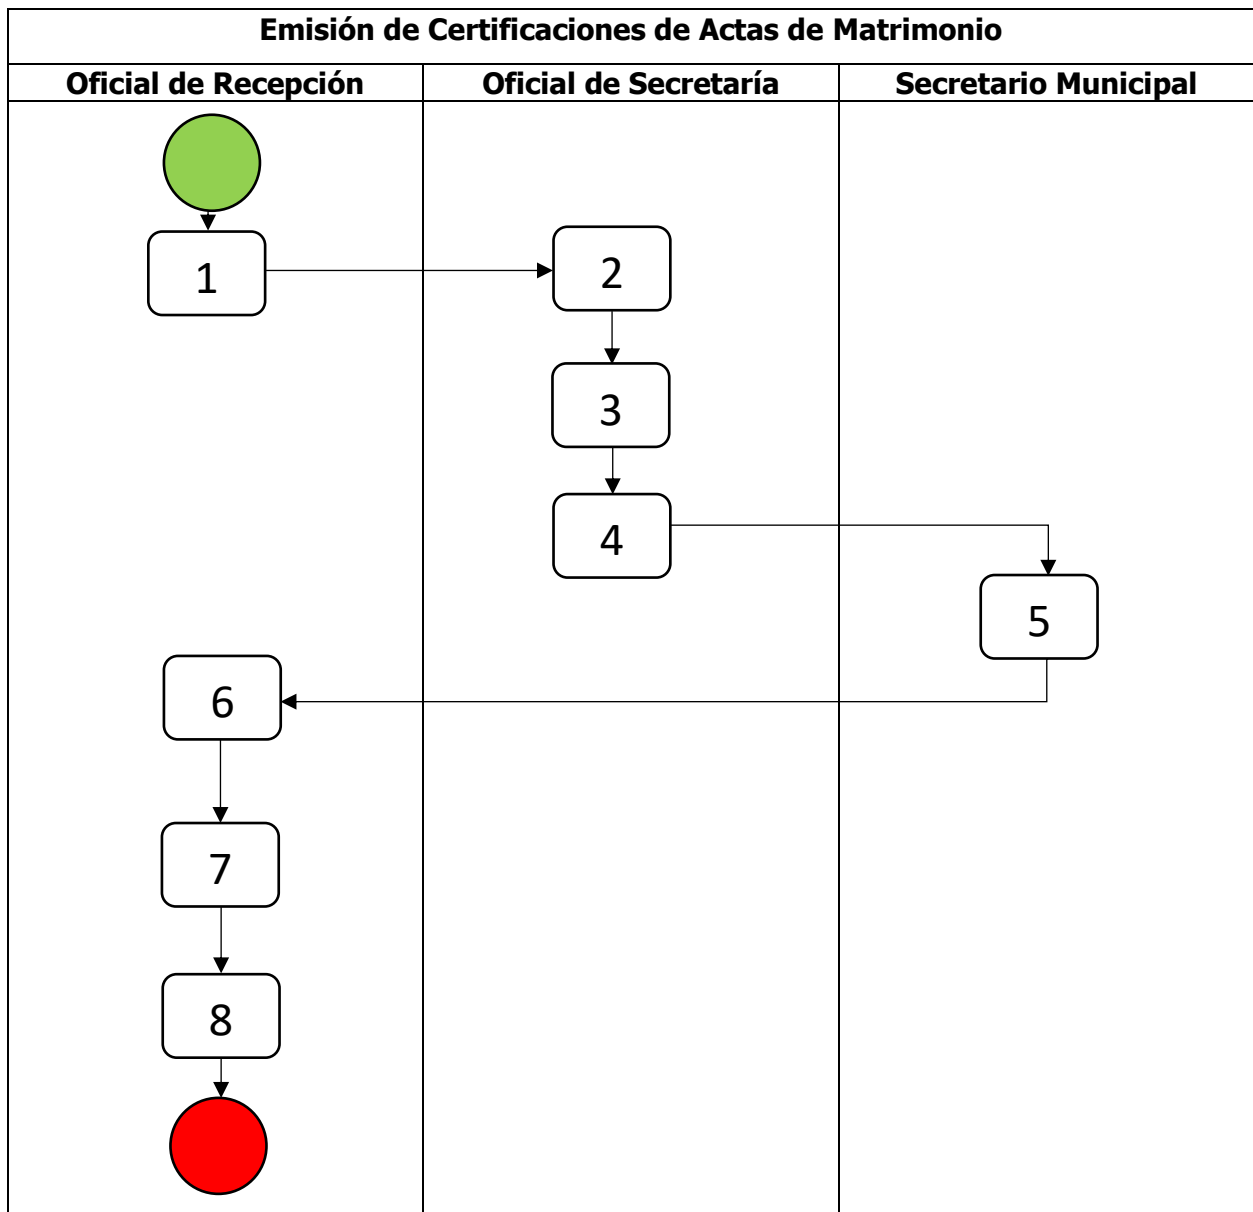 Emisión de Certificaciones de Actas de Matrimonio
Oficial de Recepción
Oficial de Secretaría
Secretario Municipal
1
2
3
4
5
6
7
8